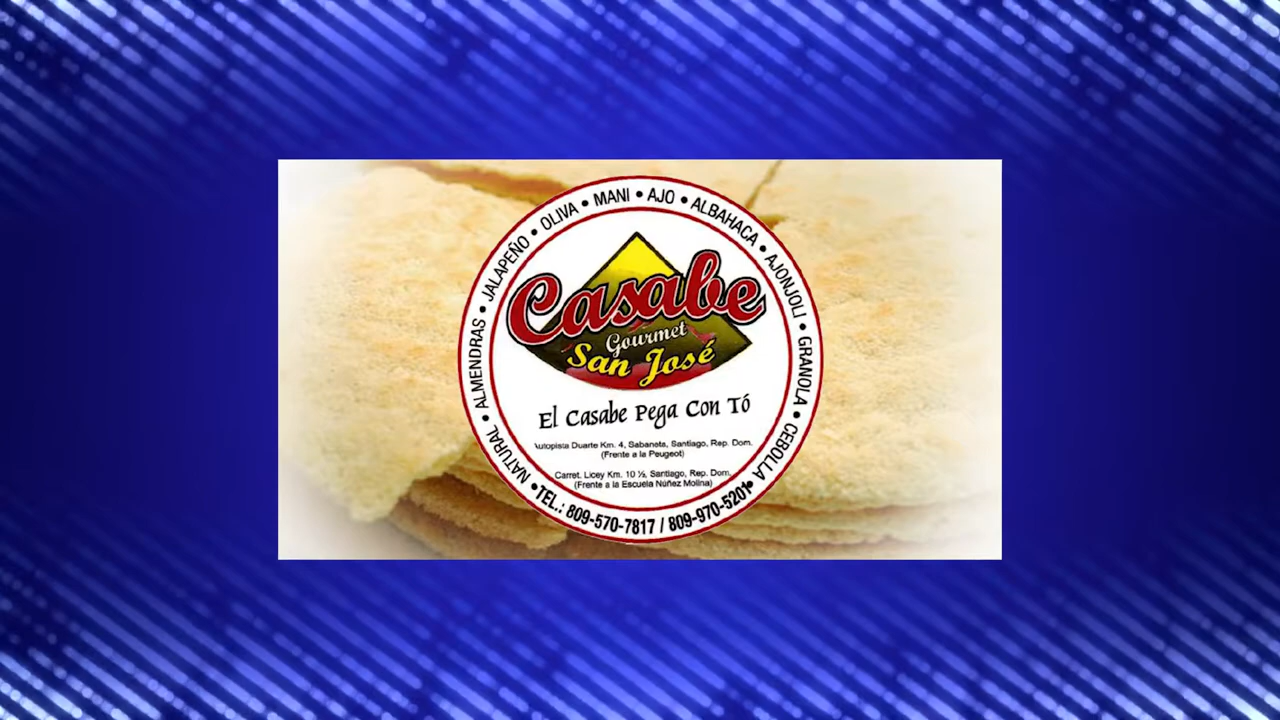 NATURAL • ALMENDRAS • JALAPEÑO • OLIVA • MANI • AJO • ALBAHACA • AJONJOLI • GRANOLA • CEBOLLA
Casabe
Gourmet
San José
El Casabe Pega Con Tó
Autopista Duarte Km. 4, Sabaneta, Santiago, Rep. Dom.
(Frente a la Peugeot)
Carret. Licey Km. 10 ½, Santiago, Rep. Dom.
(Frente a la Escuela Núñez Molina)
• TEL.: 809-570-7817 / 809-970-5201 •